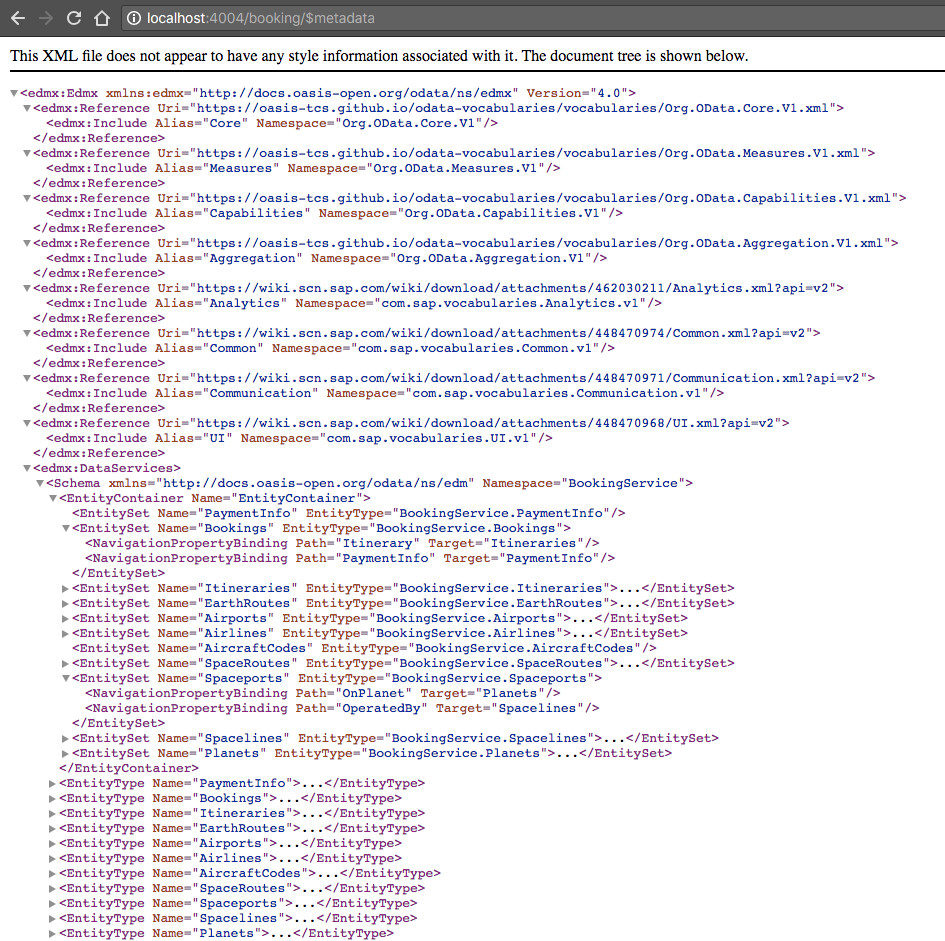 localhost:4004/booking/$metadata
This XML file does not appear to have any style information associated with it. The document tree is shown below.
<edmx:Edmx xmlns:edmx="http://docs.oasis-open.org/odata/ns/edmx" Version="4.0">
<edmx:Reference Uri="https://oasis-tcs.github.io/odata-vocabularies/vocabularies/Org.OData.Core.V1.xml">
<edmx:Include Alias="Core" Namespace="Org.OData.Core.V1"/>
</edmx:Reference>
<edmx:Reference Uri="https://oasis-tcs.github.io/odata-vocabularies/vocabularies/Org.OData.Measures.V1.xml">
<edmx:Include Alias="Measures" Namespace="Org.OData.Measures.V1"/>
</edmx:Reference>
<edmx:Reference Uri="https://oasis-tcs.github.io/odata-vocabularies/vocabularies/Org.OData.Capabilities.V1.xml">
<edmx:Include Alias="Capabilities" Namespace="Org.OData.Capabilities.V1"/>
</edmx:Reference>
<edmx:Reference Uri="https://oasis-tcs.github.io/odata-vocabularies/vocabularies/Org.OData.Aggregation.V1.xml">
<edmx:Include Alias="Aggregation" Namespace="Org.OData.Aggregation.V1"/>
</edmx:Reference>
<edmx:Reference Uri="https://wiki.scn.sap.com/wiki/download/attachments/462030211/Analytics.xml?api=v2">
<edmx:Include Alias="Analytics" Namespace="com.sap.vocabularies.Analytics.v1"/>
</edmx:Reference>
<edmx:Reference Uri="https://wiki.scn.sap.com/wiki/download/attachments/448470974/Common.xml?api=v2">
<edmx:Include Alias="Common" Namespace="com.sap.vocabularies.Common.v1"/>
</edmx:Reference>
<edmx:Reference Uri="https://wiki.scn.sap.com/wiki/download/attachments/448470971/Communication.xml?api=v2">
<edmx:Include Alias="Communication" Namespace="com.sap.vocabularies.Communication.v1"/>
</edmx:Reference>
<edmx:Reference Uri="https://wiki.scn.sap.com/wiki/download/attachments/448470968/UI.xml?api=v2">
<edmx:Include Alias="UI" Namespace="com.sap.vocabularies.UI.v1"/>
</edmx:Reference>
<edmx:DataServices>
<Schema xmlns="http://docs.oasis-open.org/odata/ns/edm" Namespace="BookingService">
<EntityContainer Name="EntityContainer">
<EntitySet Name="PaymentInfo" EntityType="BookingService.PaymentInfo"/>
<EntitySet Name="Bookings" EntityType="BookingService.Bookings">
<NavigationPropertyBinding Path="Itinerary" Target="Itineraries"/>
<NavigationPropertyBinding Path="PaymentInfo" Target="PaymentInfo"/>
</EntitySet>
<EntitySet Name="Itineraries" EntityType="BookingService.Itineraries">...</EntitySet>
<EntitySet Name="EarthRoutes" EntityType="BookingService.EarthRoutes">...</EntitySet>
<EntitySet Name="Airports" EntityType="BookingService.Airports">...</EntitySet>
<EntitySet Name="Airlines" EntityType="BookingService.Airlines">...</EntitySet>
<EntitySet Name="AircraftCodes" EntityType="BookingService.AircraftCodes"/>
<EntitySet Name="SpaceRoutes" EntityType="BookingService.SpaceRoutes">...</EntitySet>
<EntitySet Name="Spaceports" EntityType="BookingService.Spaceports">
<NavigationPropertyBinding Path="OnPlanet" Target="Planets"/>
<NavigationPropertyBinding Path="OperatedBy" Target="Spacelines"/>
</EntitySet>
<EntitySet Name="Spacelines" EntityType="BookingService.Spacelines">...</EntitySet>
<EntitySet Name="Planets" EntityType="BookingService.Planets">...</EntitySet>
</EntityContainer>
<EntityType Name="PaymentInfo">...</EntityType>
<EntityType Name="Bookings">...</EntityType>
<EntityType Name="Itineraries">...</EntityType>
<EntityType Name="EarthRoutes">...</EntityType>
<EntityType Name="Airports">...</EntityType>
<EntityType Name="Airlines">...</EntityType>
<EntityType Name="AircraftCodes">...</EntityType>
<EntityType Name="SpaceRoutes">...</EntityType>
<EntityType Name="Spaceports">...</EntityType>
<EntityType Name="Spacelines">...</EntityType>
<EntityType Name="Planets">...</EntityType>